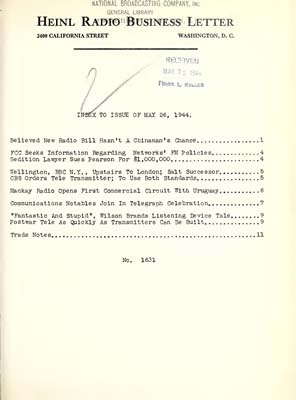 NATIONAL BROADCASTING COMPANY, INC.
GENERAL LIBRARY
HEINL RADIO BUSINESS LETTER
2400 CALIFORNIA STREET WASHINGTON, D. C.
RECEIVED
MAY 1944
FRANK E. MULLEN
INDEX TO ISSUE OF MAY 26, 1944.
Believed New Radio Bill Hasn't A Chinaman's Chance...............1
FCC Seeks Information Regarding Networks' FM Policies............4
Sedition Lawyer Sues Pearson For $1,000,000......................4
Wellington, BBC N.Y., Upstairs To London; Salt Successor.........5
CBS Orders Tele Transmitter; To Use Both Standards...............5
Mackay Radio Opens First Commercial Circuit With Uruguay.........6
Communications Notables Join In Telegraph Celebration............7
"Fantastic And Stupid", Wilson Brands Listening Device Tale......9
Postwar Tele As Quickly As Transmitters Can Be Built.............9
Trade Notes.....................................................11
No. 1631